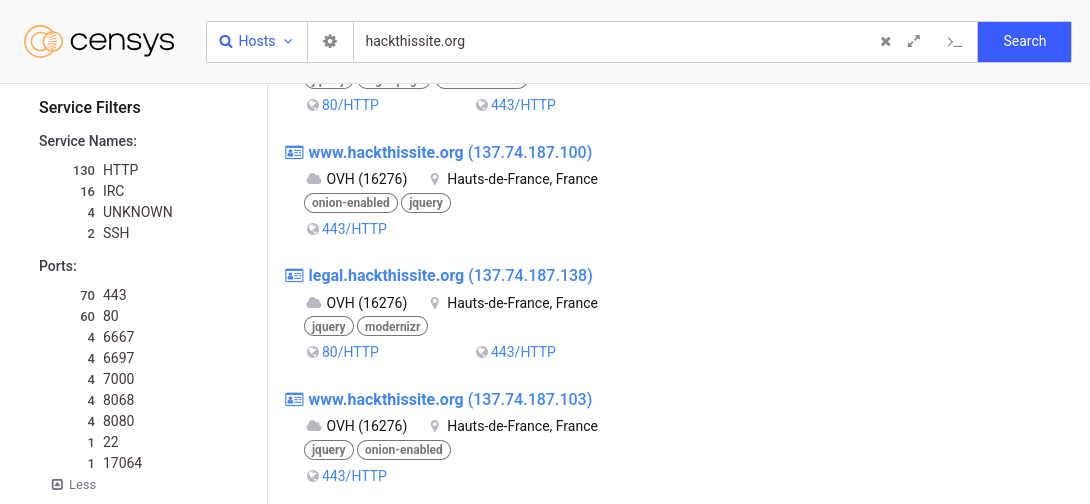 censys
Hosts
hackthissite.org
>_
Search
Service Filters
Service Names:
130 HTTP
16 IRC
4 UNKNOWN
2 SSH
Ports:
70 443
60 80
4 6667
4 6697
4 7000
4 8068
4 8080
1 22
1 17064
Less
80/HTTP 443/HTTP
www.hackthissite.org (137.74.187.100)
OVH (16276) Hauts-de-France, France
onion-enabled jquery
443/HTTP
legal.hackthissite.org (137.74.187.138)
OVH (16276) Hauts-de-France, France
jquery modernizr
80/HTTP 443/HTTP
www.hackthissite.org (137.74.187.103)
OVH (16276) Hauts-de-France, France
jquery onion-enabled
443/HTTP